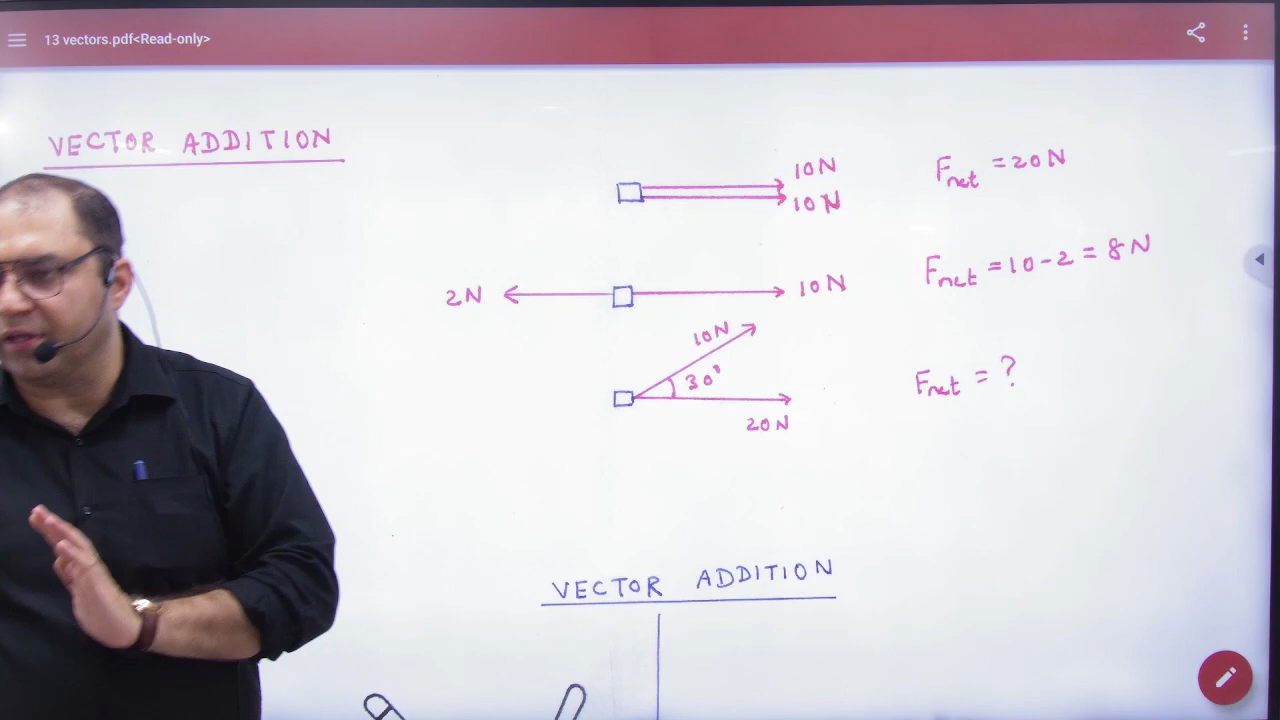 13 vectors.pdf<Read-only>
VECTOR ADDITION
10N
10N
Fnet = 20N
2N
10N
Fnet = 10-2 = 8N
10N
30°
20N
Fnet = ?
VECTOR ADDITION